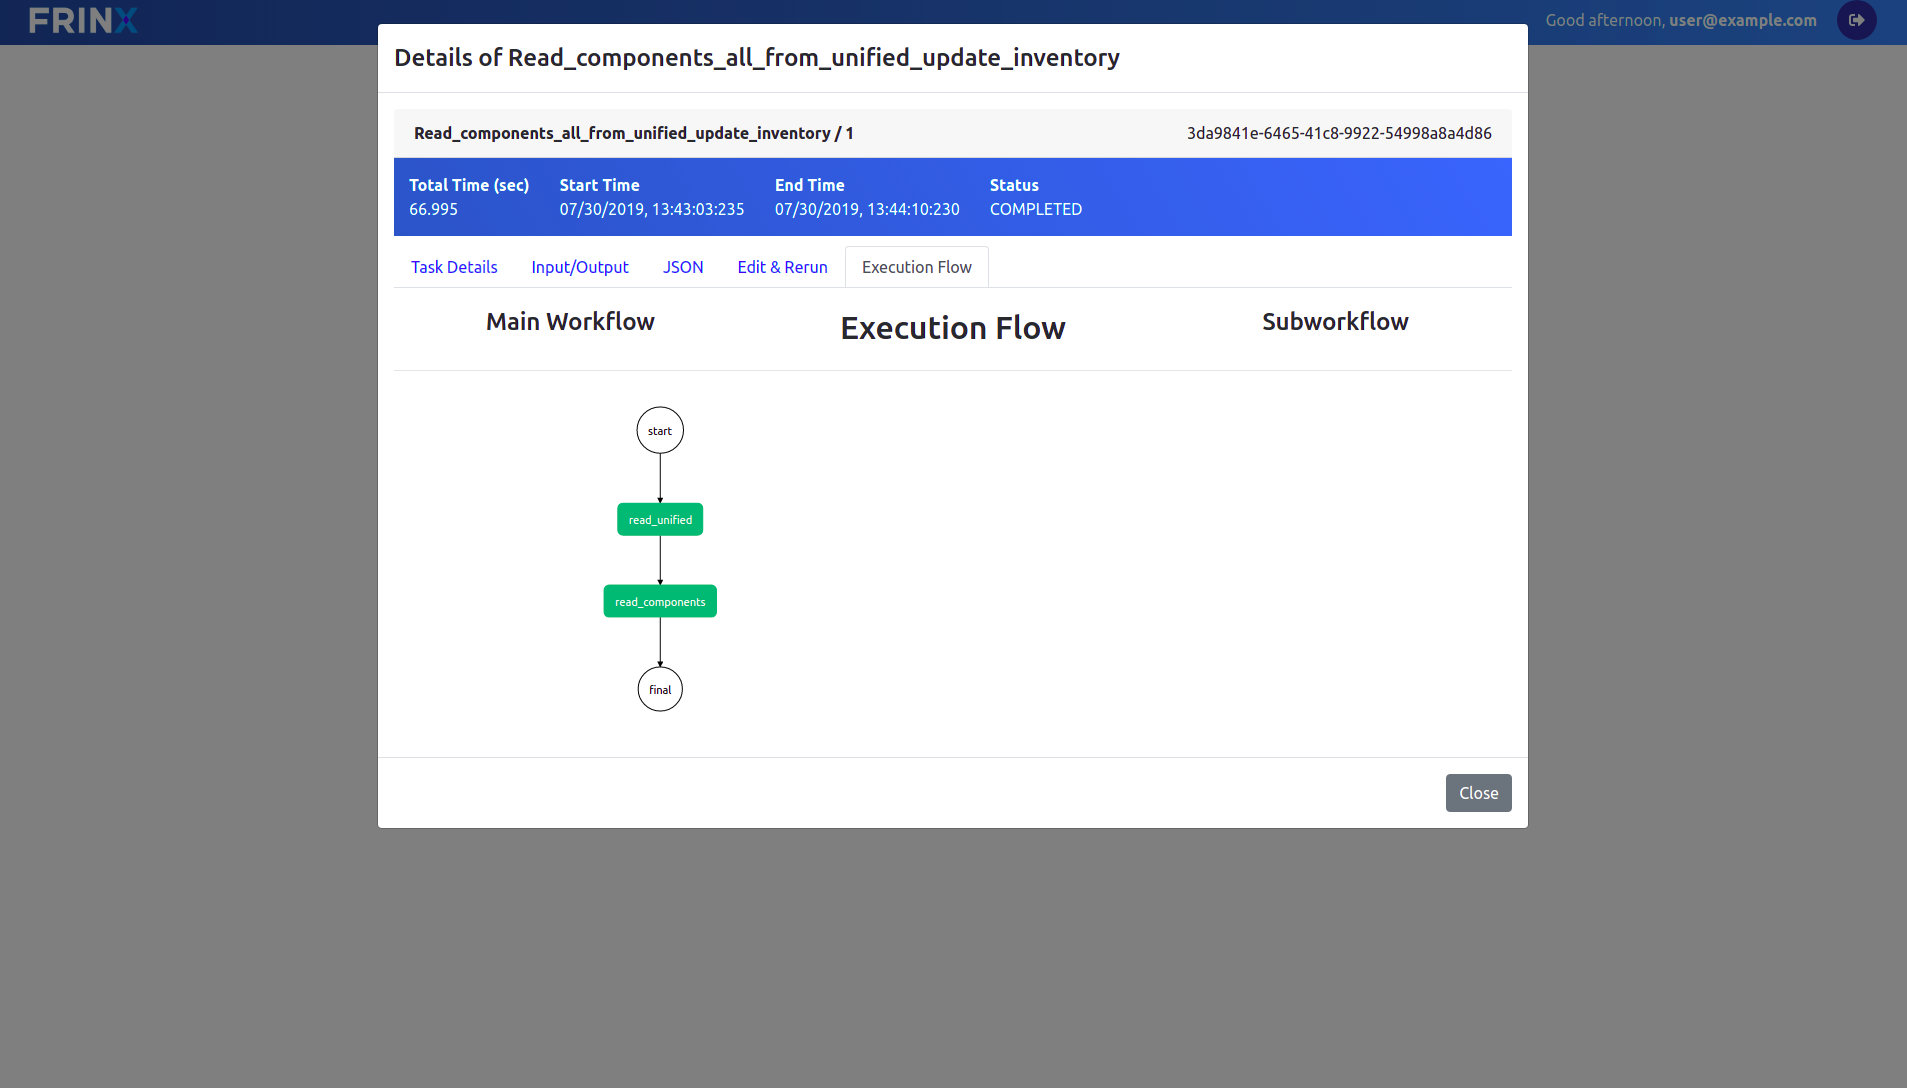 FRINX
Good afternoon, user@example.com
Details of Read_components_all_from_unified_update_inventory
Read_components_all_from_unified_update_inventory / 1
3da9841e-6465-41c8-9922-54998a8a4d86
Total Time (sec) Start Time End Time Status
66.995 07/30/2019, 13:43:03:235 07/30/2019, 13:44:10:230 COMPLETED
Task Details Input/Output JSON Edit & Rerun Execution Flow
Main Workflow Execution Flow Subworkflow
start
read_unified
read_components
final
Close